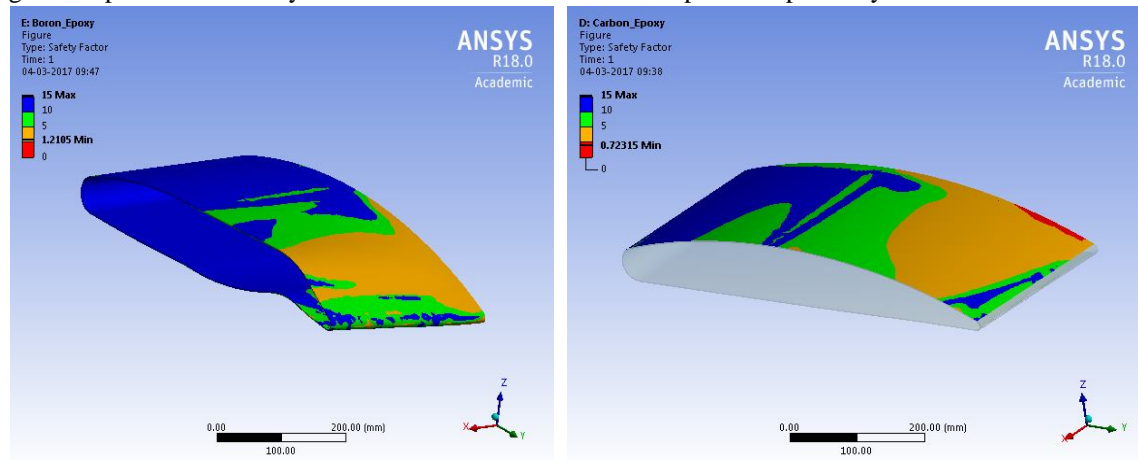 E: Boron_Epoxy
Figure
Type: Safety Factor
Time: 1
04-03-2017 09:47
15 Max
10
5
1.2105 Min
0
ANSYS
R18.0
Academic
Z
X
Y
0.00
200.00 (mm)
100.00
D: Carbon_Epoxy
Figure
Type: Safety Factor
Time: 1
04-03-2017 09:38
15 Max
10
5
0.72315 Min
0
ANSYS
R18.0
Academic
Z
X
Y
0.00
200.00 (mm)
100.00